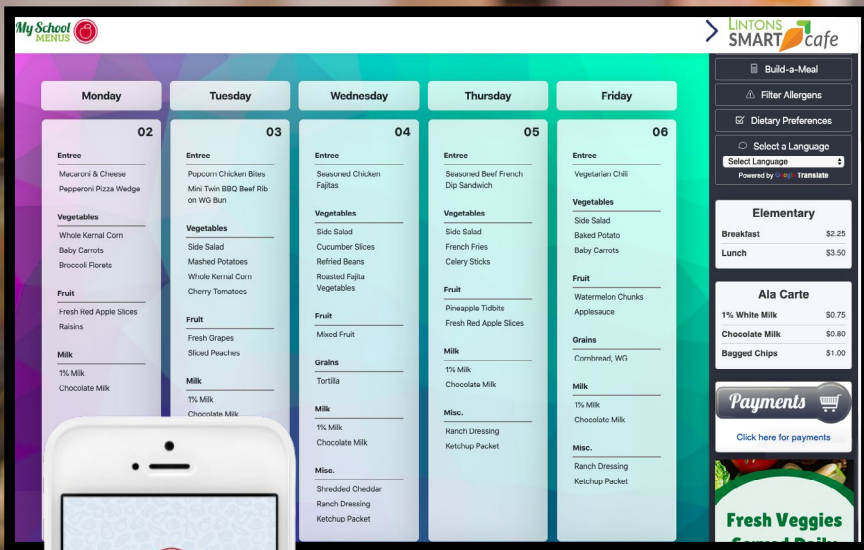 My School
MENUS
LINTONS
SMART cafe
Monday
Tuesday
Wednesday
Thursday
Friday
02
Entree
Macaroni & Cheese
Pepperoni Pizza Wedge
Vegetables
Whole Kernal Corn
Baby Carrots
Broccoli Florets
Fruit
Fresh Red Apple Slices
Raisins
Milk
1% Milk
Chocolate Milk
03
Entree
Popcorn Chicken Bites
Mini Twin BBQ Beef Rib
on WG Bun
Vegetables
Side Salad
Mashed Potatoes
Whole Kernal Corn
Cherry Tomatoes
Fruit
Fresh Grapes
Sliced Peaches
Milk
1% Milk
Chocolate Milk
04
Entree
Seasoned Chicken
Fajitas
Vegetables
Side Salad
Cucumber Slices
Refried Beans
Roasted Fajita
Vegetables
Fruit
Mixed Fruit
Grains
Tortilla
Milk
1% Milk
Chocolate Milk
Misc.
Shredded Cheddar
Ranch Dressing
Ketchup Packet
05
Entree
Seasoned Beef French
Dip Sandwich
Vegetables
Side Salad
French Fries
Celery Sticks
Fruit
Pineapple Tidbits
Fresh Red Apple Slices
Milk
1% Milk
Chocolate Milk
Misc.
Ranch Dressing
Ketchup Packet
06
Entree
Vegetarian Chili
Vegetables
Side Salad
Baked Potato
Baby Carrots
Fruit
Watermelon Chunks
Applesauce
Grains
Cornbread, WG
Milk
1% Milk
Chocolate Milk
Misc.
Ranch Dressing
Ketchup Packet
Build-a-Meal
Filter Allergens
Dietary Preferences
Select a Language
Select Language
Powered by Google Translate
Elementary
Breakfast $2.25
Lunch $3.50
Ala Carte
1% White Milk $0.75
Chocolate Milk $0.80
Bagged Chips $1.00
Payments
Click here for payments
Fresh Veggies
Served Daily